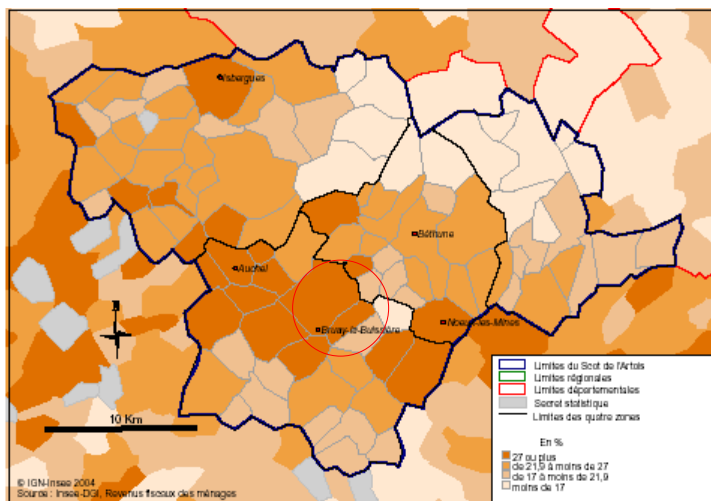 Isbergues
Béthune
Auchel
Bruay-la-Buissière
Noeux-les-Mines
N
10 Km
Limites du Scot de l'Artois
Limites régionales
Limites départementales
Secret statistique
Limites des quatre zones
En %
27 ou plus
de 21,9 à moins de 27
de 17 à moins de 21,9
moins de 17
© IGN-Insee 2004
Source : Insee-DGI, Revenus fiscaux des ménages